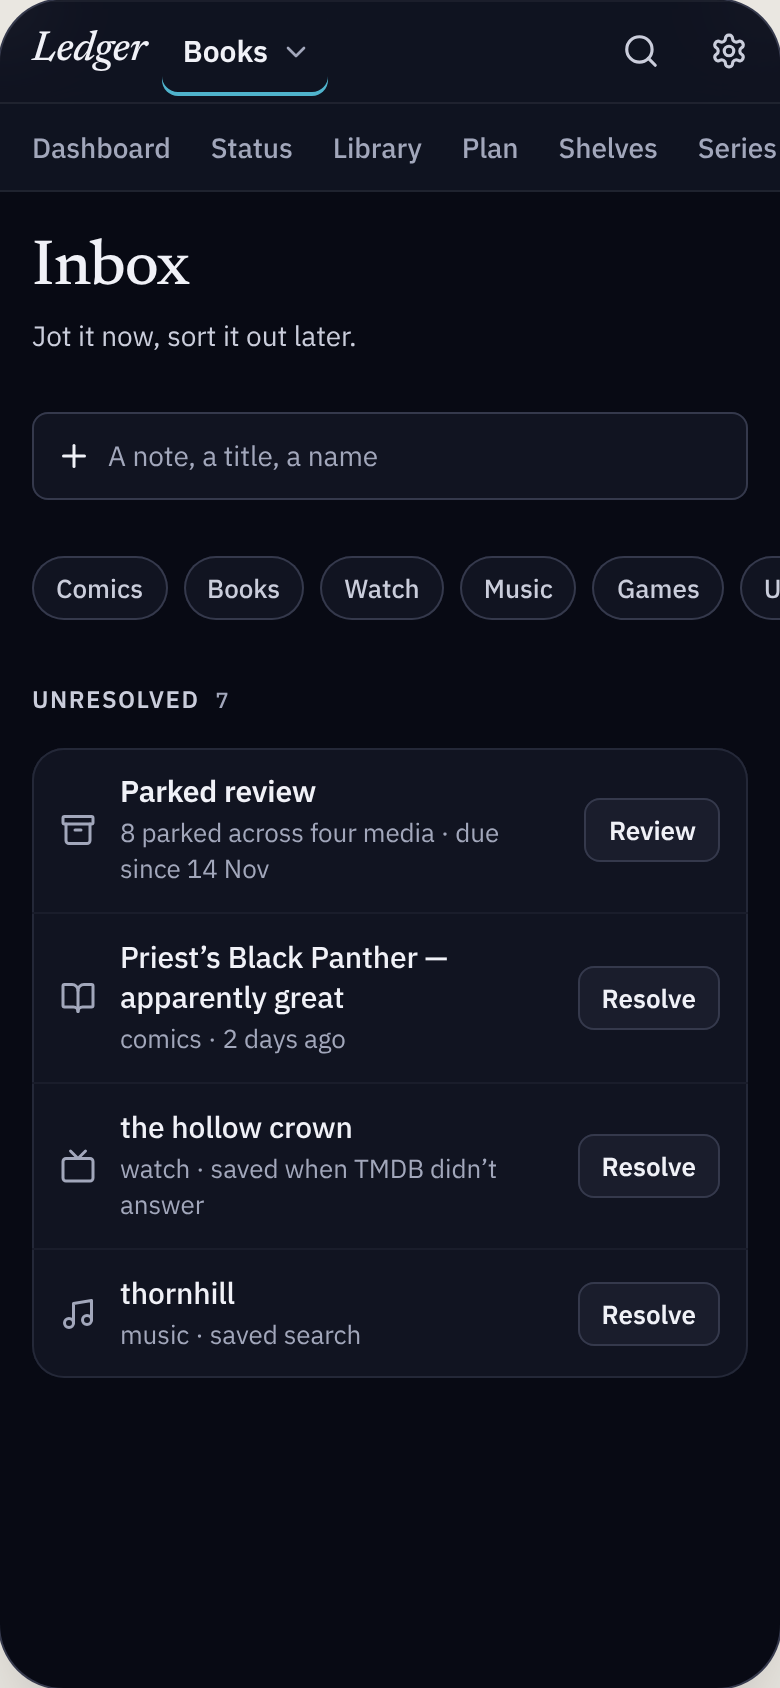 Ledger Books
Dashboard Status Library Plan Shelves Series
Inbox
Jot it now, sort it out later.
A note, a title, a name
Comics Books Watch Music Games U
UNRESOLVED 7
Parked review
8 parked across four media · due
since 14 Nov
Review
Priest’s Black Panther —
apparently great
comics · 2 days ago
Resolve
the hollow crown
watch · saved when TMDB didn’t
answer
Resolve
thornhill
music · saved search
Resolve